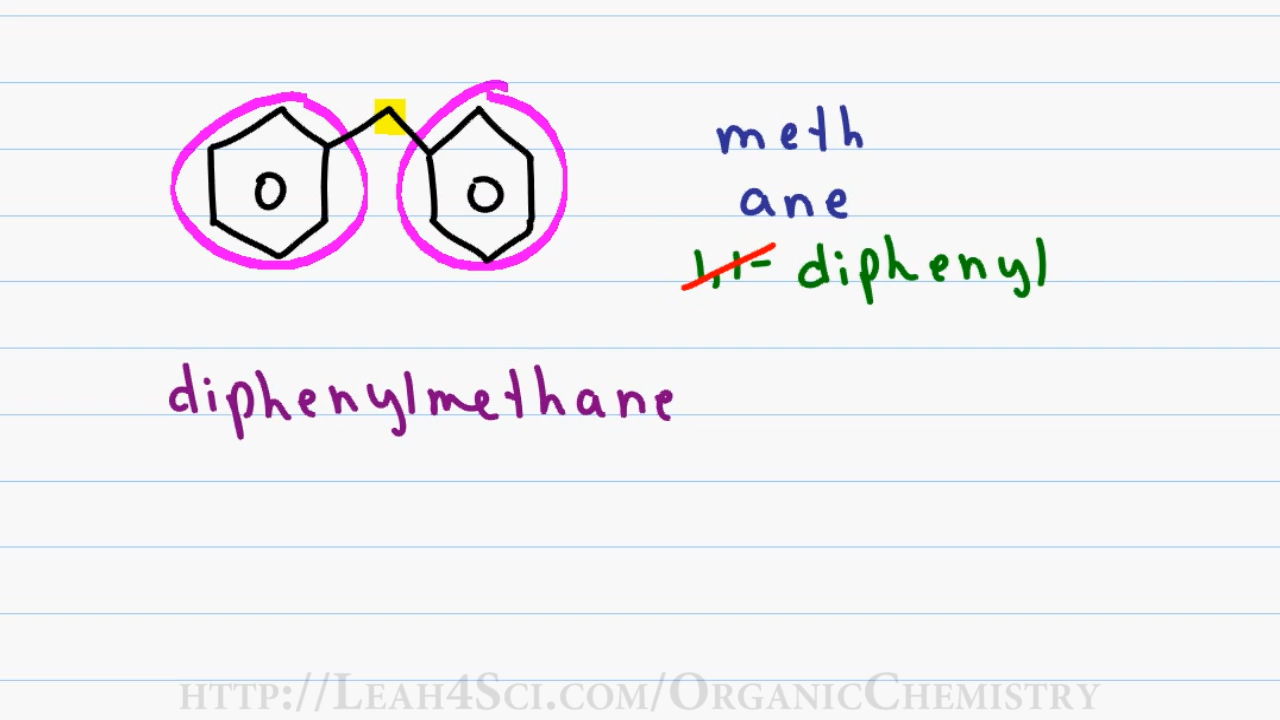 meth
ane
1,1- diphenyl
diphenylmethane
http://Leah4Sci.com/OrganicChemistry